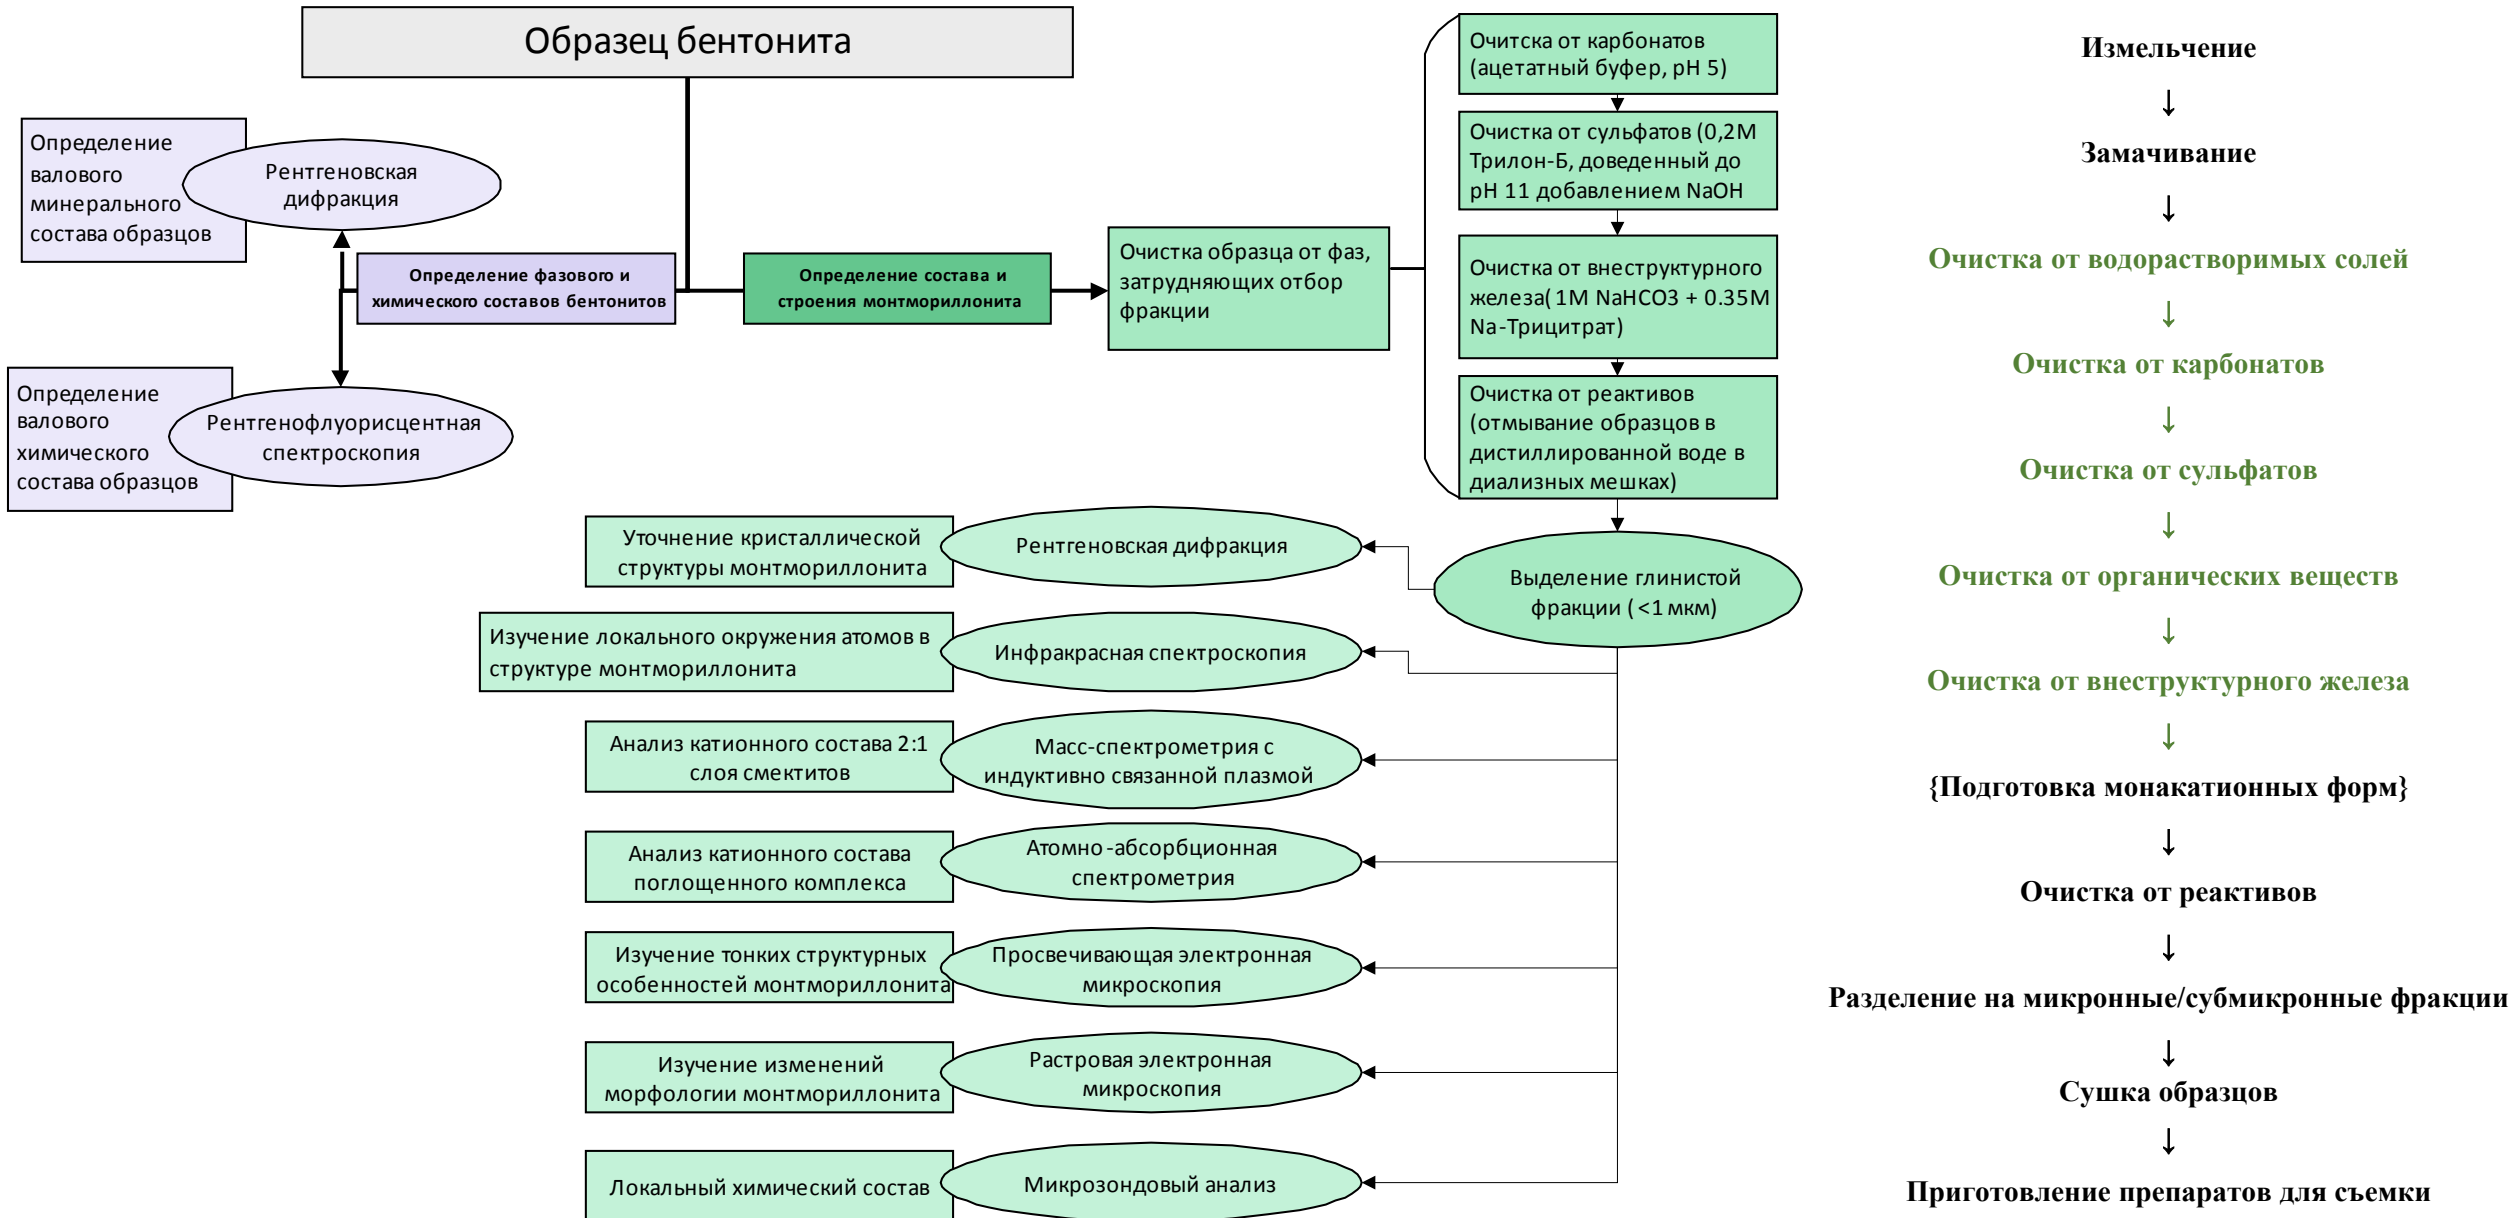 Образец бентонита
Определение
валового
минерального
состава образцов
Рентгеновская
дифракция
Определение фазового и
химического составов бентонитов
Определение
валового
химического
состава образцов
Рентгенофлуорисцентная
спектроскопия
Определение состава и
строения монтмориллонита
Очистка образца от фаз,
затрудняющих отбор
фракции
Очитска от карбонатов
(ацетатный буфер, pH 5)
Очистка от сульфатов (0,2М
Трилон-Б, доведенный до
pH 11 добавлением NaOH
Очистка от внеструктурного
железа( 1М NaHCO3 + 0.35М
Na-Трицитрат)
Очистка от реактивов
(отмывание образцов в
дистиллированной воде в
диализных мешках)
Выделение глинистой
фракции ( <1 мкм)
Уточнение кристаллической
структуры монтмориллонита
Рентгеновская дифракция
Изучение локального окружения атомов в
структуре монтмориллонита
Инфракрасная спектроскопия
Анализ катионного состава 2:1
слоя смектитов
Масс-спектрометрия с
индуктивно связанной плазмой
Анализ катионного состава
поглощенного комплекса
Атомно-абсорбционная
спектрометрия
Изучение тонких структурных
особенностей монтмориллонита
Просвечивающая электронная
микроскопия
Изучение изменений
морфологии монтмориллонита
Растровая электронная
микроскопия
Локальный химический состав
Микрозондовый анализ
Измельчение
↓
Замачивание
↓
Очистка от водорастворимых солей
↓
Очистка от карбонатов
↓
Очистка от сульфатов
↓
Очистка от органических веществ
↓
Очистка от внеструктурного железа
↓
{Подготовка монакатионных форм}
↓
Очистка от реактивов
↓
Разделение на микронные/субмикронные фракции
↓
Сушка образцов
↓
Приготовление препаратов для съемки